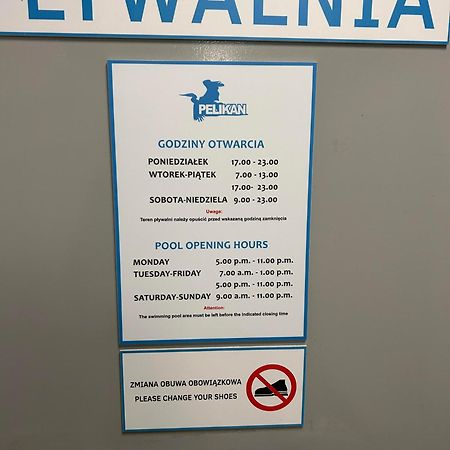 PŁYWALNIA
PELIKAN
GODZINY OTWARCIA
PONIEDZIAŁEK 17.00 - 23.00
WTOREK-PIĄTEK 7.00 - 13.00
17.00- 23.00
SOBOTA-NIEDZIELA 9.00 - 23.00
Uwaga:
Teren pływalni należy opuścić przed wskazaną godziną zamknięcia
POOL OPENING HOURS
MONDAY 5.00 p.m. - 11.00 p.m.
TUESDAY-FRIDAY 7.00 a.m. - 1.00 p.m.
5.00 p.m. - 11.00 p.m.
SATURDAY-SUNDAY 9.00 a.m. - 11.00 p.m.
Attention:
The swimming pool area must be left before the indicated closing time
ZMIANA OBUWA OBOWIĄZKOWA
PLEASE CHANGE YOUR SHOES